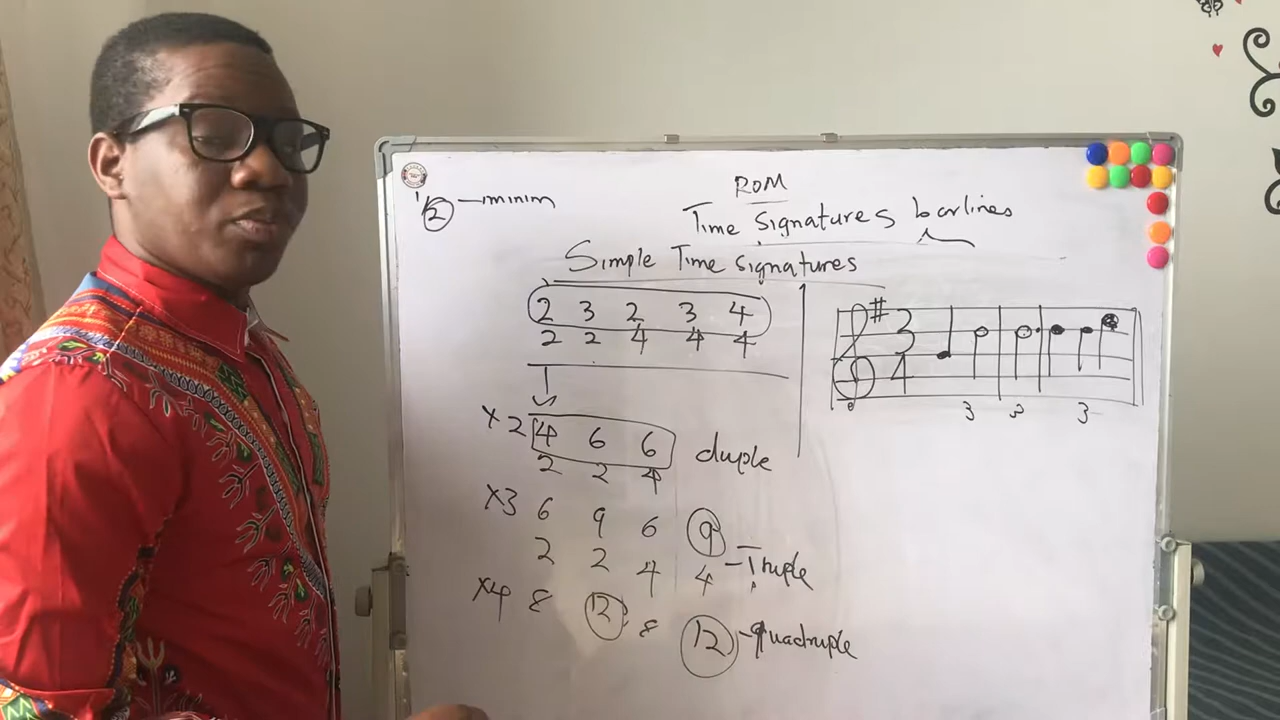 ROM
1/2 - minim
Time Signatures barlines
Simple Time Signatures
2 3 2 3 4
2 2 4 4 4
x2 4 6 6 duple
2 2 4
x3 6 9 6 9
2 2 4 4 - Triple
x4 8 12 8 12 - quadruple
# 3
4
3 3 3